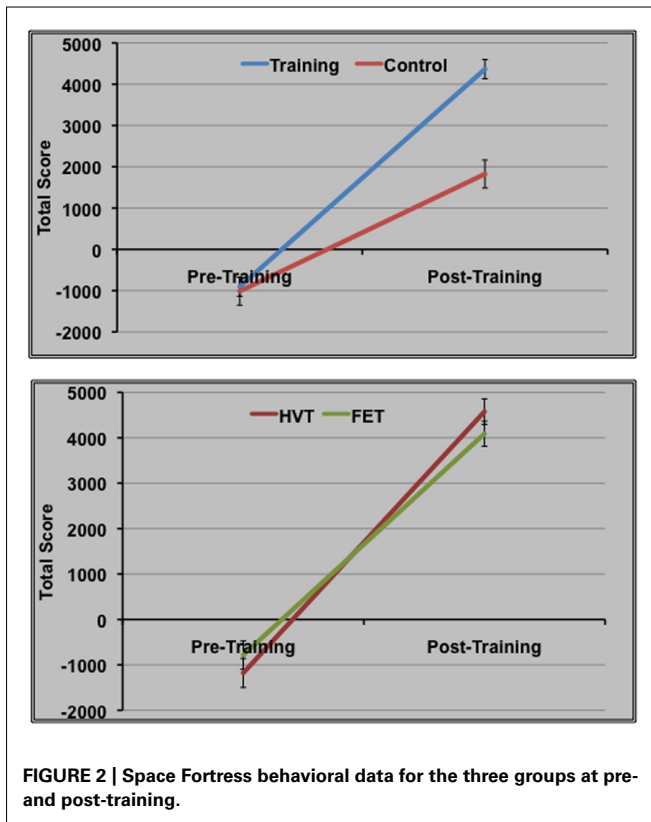 5000
Training Control
4000
3000
2000
1000
0
-1000
-2000
Total Score
Pre-Training Post-Training
5000
HVT FET
4000
3000
2000
1000
0
-1000
-2000
Total Score
Pre-Training Post-Training
FIGURE 2 | Space Fortress behavioral data for the three groups at pre-
and post-training.